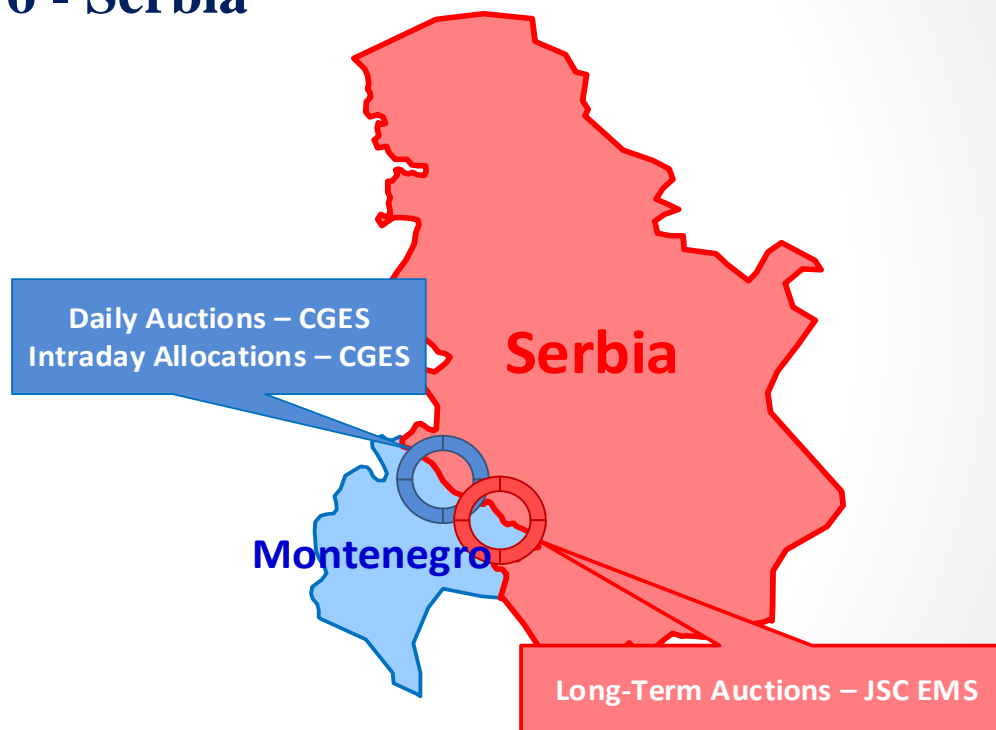 - Serbia
Daily Auctions – CGES
Intraday Allocations – CGES
Serbia
Montenegro
Long-Term Auctions – JSC EMS